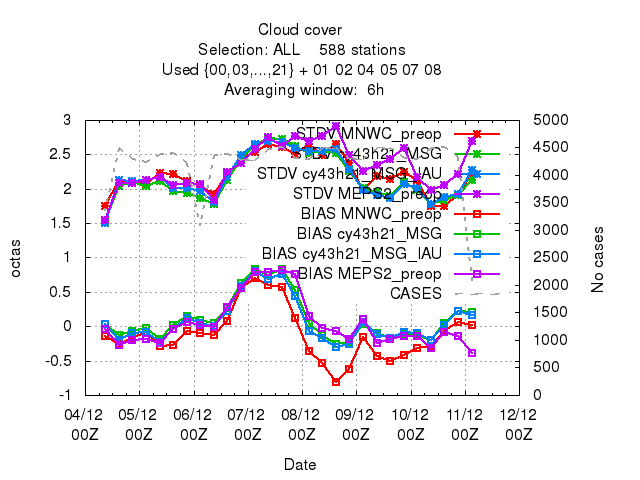 Cloud cover
Selection: ALL 588 stations
Used {00,03,...,21} + 01 02 04 05 07 08
Averaging window: 6h
3
2.5
2
1.5
1
0.5
0
-0.5
-1
octas
5000
4500
4000
3500
3000
2500
2000
1500
1000
500
0
No cases
STDV MNWC_preop
STDV cy43h21_MSG
STDV cy43h21_MSG_IAU
STDV MEPS2_preop
BIAS MNWC_preop
BIAS cy43h21_MSG
BIAS cy43h21_MSG_IAU
BIAS MEPS2_preop
CASES
04/12 05/12 06/12 07/12 08/12 09/12 10/12 11/12 12/12
00Z 00Z 00Z 00Z 00Z 00Z 00Z 00Z 00Z
Date